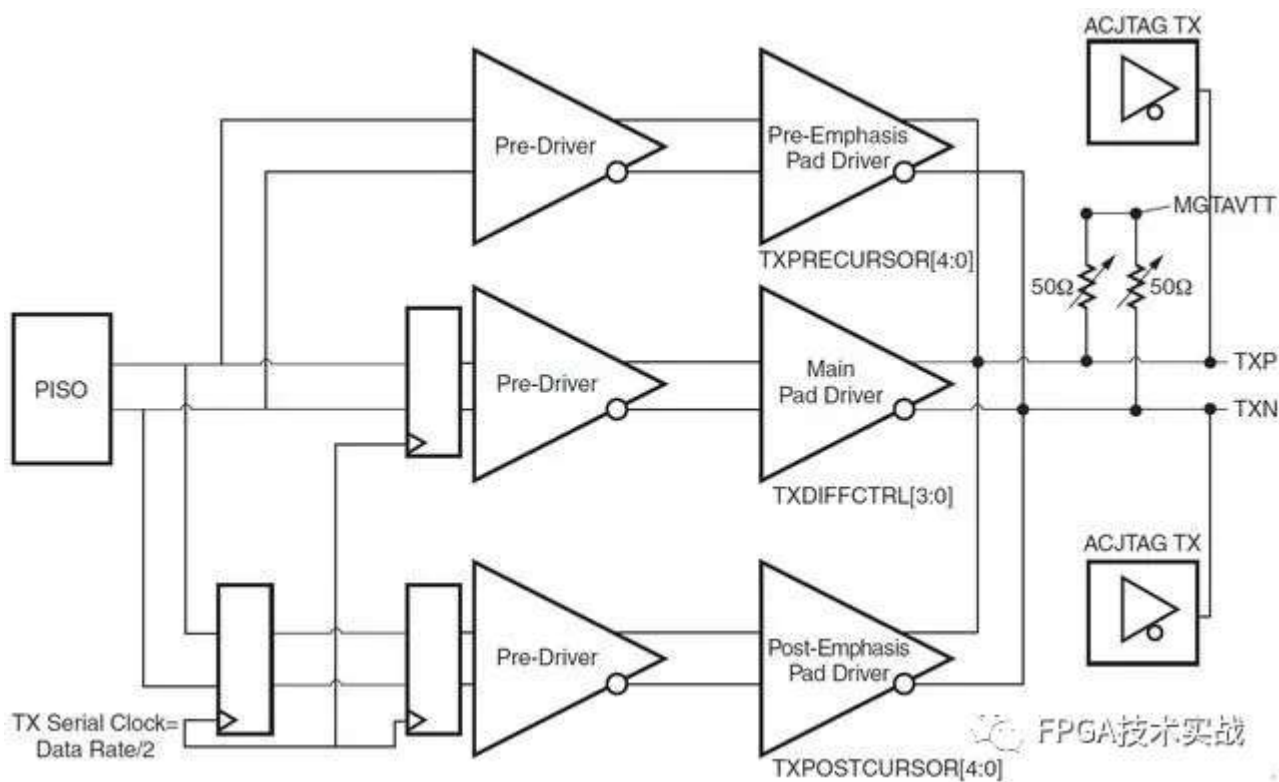 ACJTAG TX
Pre-Driver
Pre-Emphasis
Pad Driver
MGTAVTT
TXPRECURSOR[4:0]
50Ω
50Ω
PISO
Pre-Driver
Main
Pad Driver
TXP
TXN
TXDIFFCTRL[3:0]
ACJTAG TX
Pre-Driver
Post-Emphasis
Pad Driver
TX Serial Clock=
Data Rate/2
TXPOSTCURSOR[4:0]
FPGA技术实战